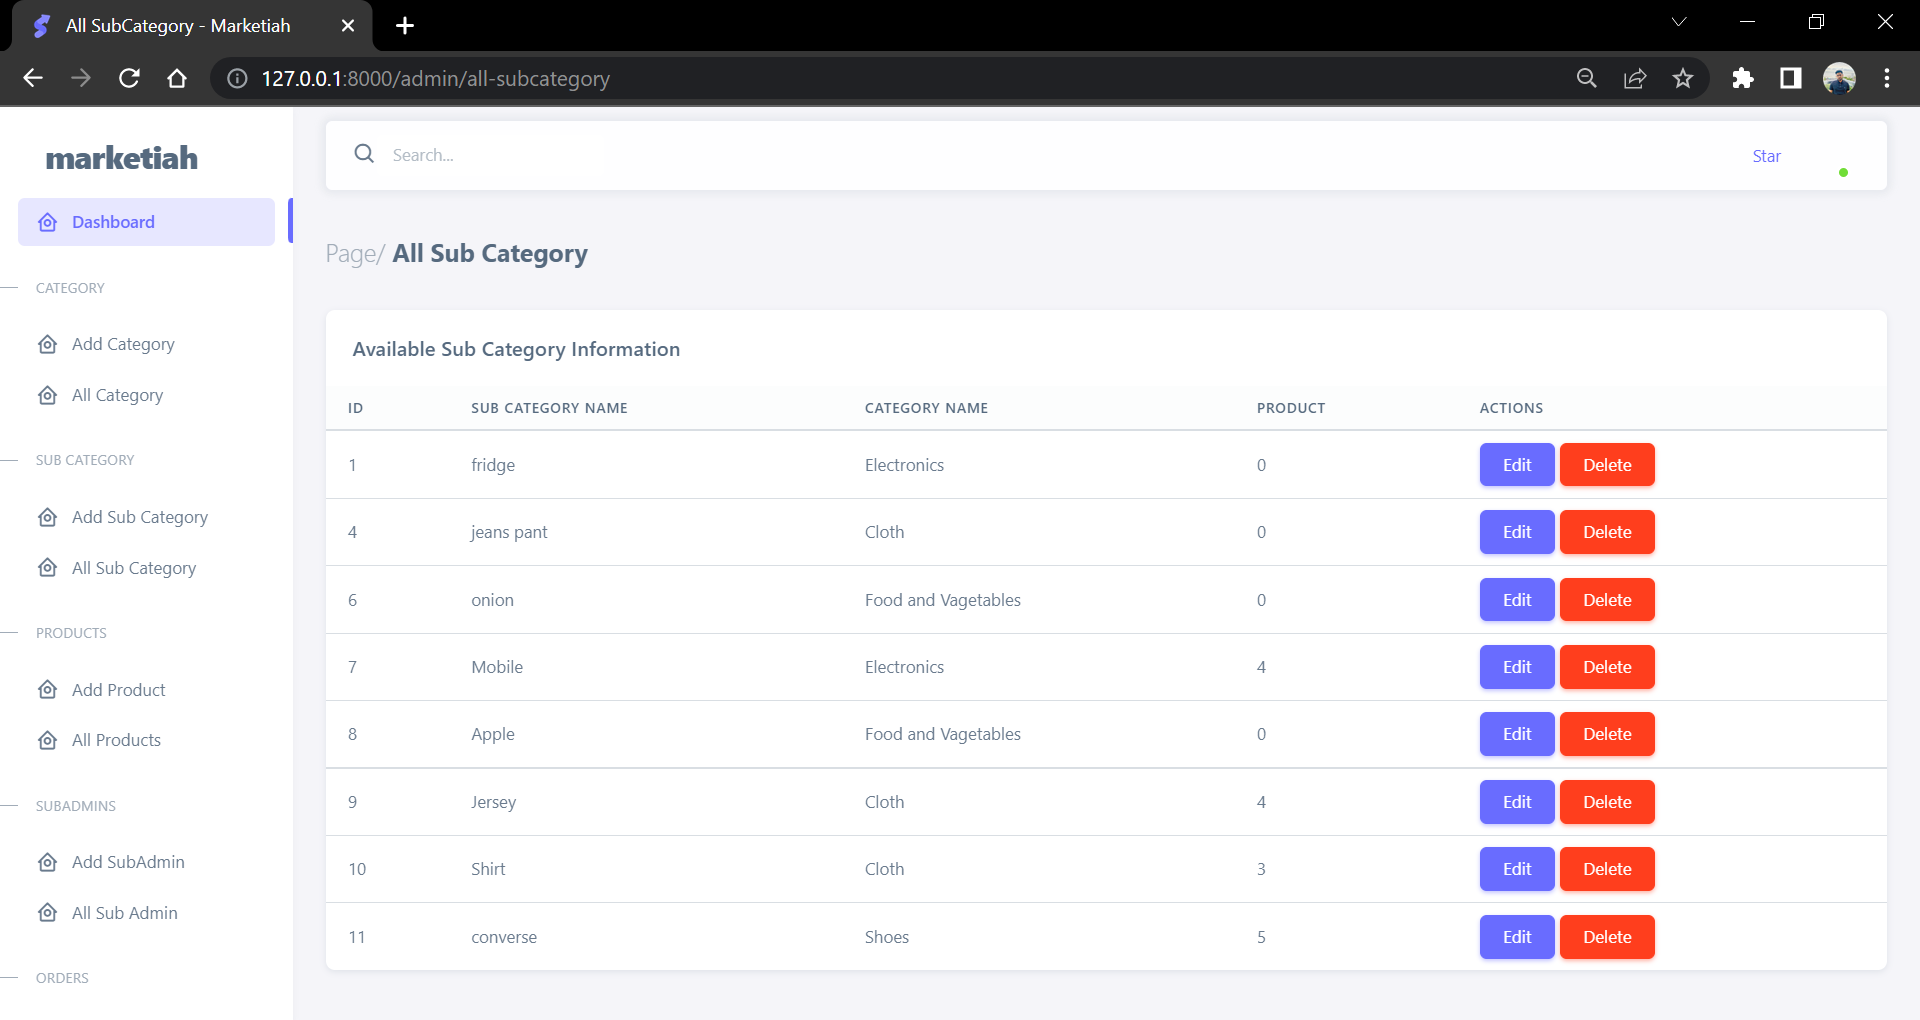 All SubCategory - Marketiah
127.0.0.1:8000/admin/all-subcategory
marketiah
Dashboard
CATEGORY
Add Category
All Category
SUB CATEGORY
Add Sub Category
All Sub Category
PRODUCTS
Add Product
All Products
SUBADMINS
Add SubAdmin
All Sub Admin
ORDERS
Search...
Star
Page/ All Sub Category
Available Sub Category Information
ID SUB CATEGORY NAME CATEGORY NAME PRODUCT ACTIONS
1 fridge Electronics 0 Edit Delete
4 jeans pant Cloth 0 Edit Delete
6 onion Food and Vagetables 0 Edit Delete
7 Mobile Electronics 4 Edit Delete
8 Apple Food and Vagetables 0 Edit Delete
9 Jersey Cloth 4 Edit Delete
10 Shirt Cloth 3 Edit Delete
11 converse Shoes 5 Edit Delete